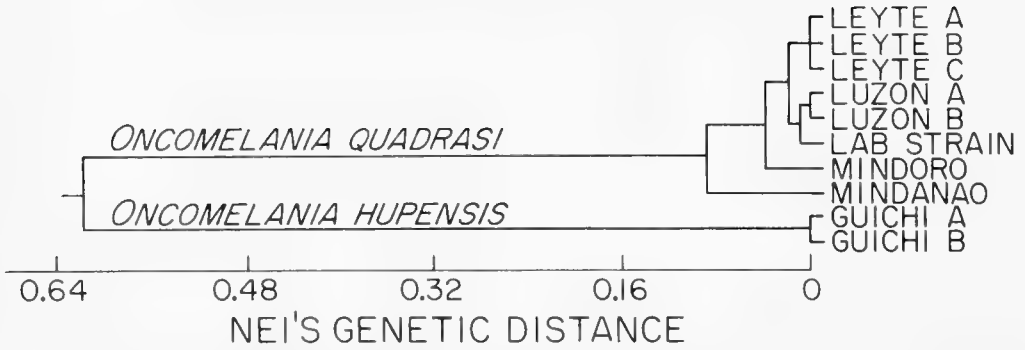 LEYTE A
LEYTE B
LEYTE C
LUZON A
LUZON B
ONCOMELANIA QUADRASI
LAB STRAIN
MINDORO
MINDANAO
ONCOMELANIA HUPENSIS
GUICHI A
GUICHI B
0.64 0.48 0.32 0.16 0
NEI'S GENETIC DISTANCE